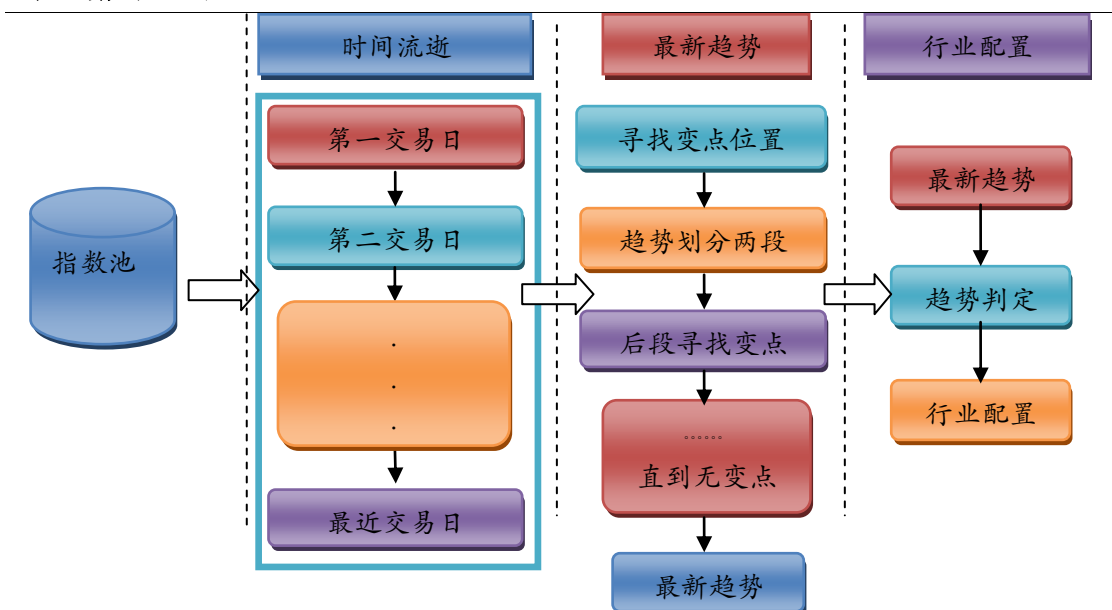 时间流逝
最新趋势
行业配置
指数池
第一交易日
第二交易日
.
.
.
最近交易日
寻找变点位置
趋势划分两段
后段寻找变点
。。。。。。
直到无变点
最新趋势
最新趋势
趋势判定
行业配置